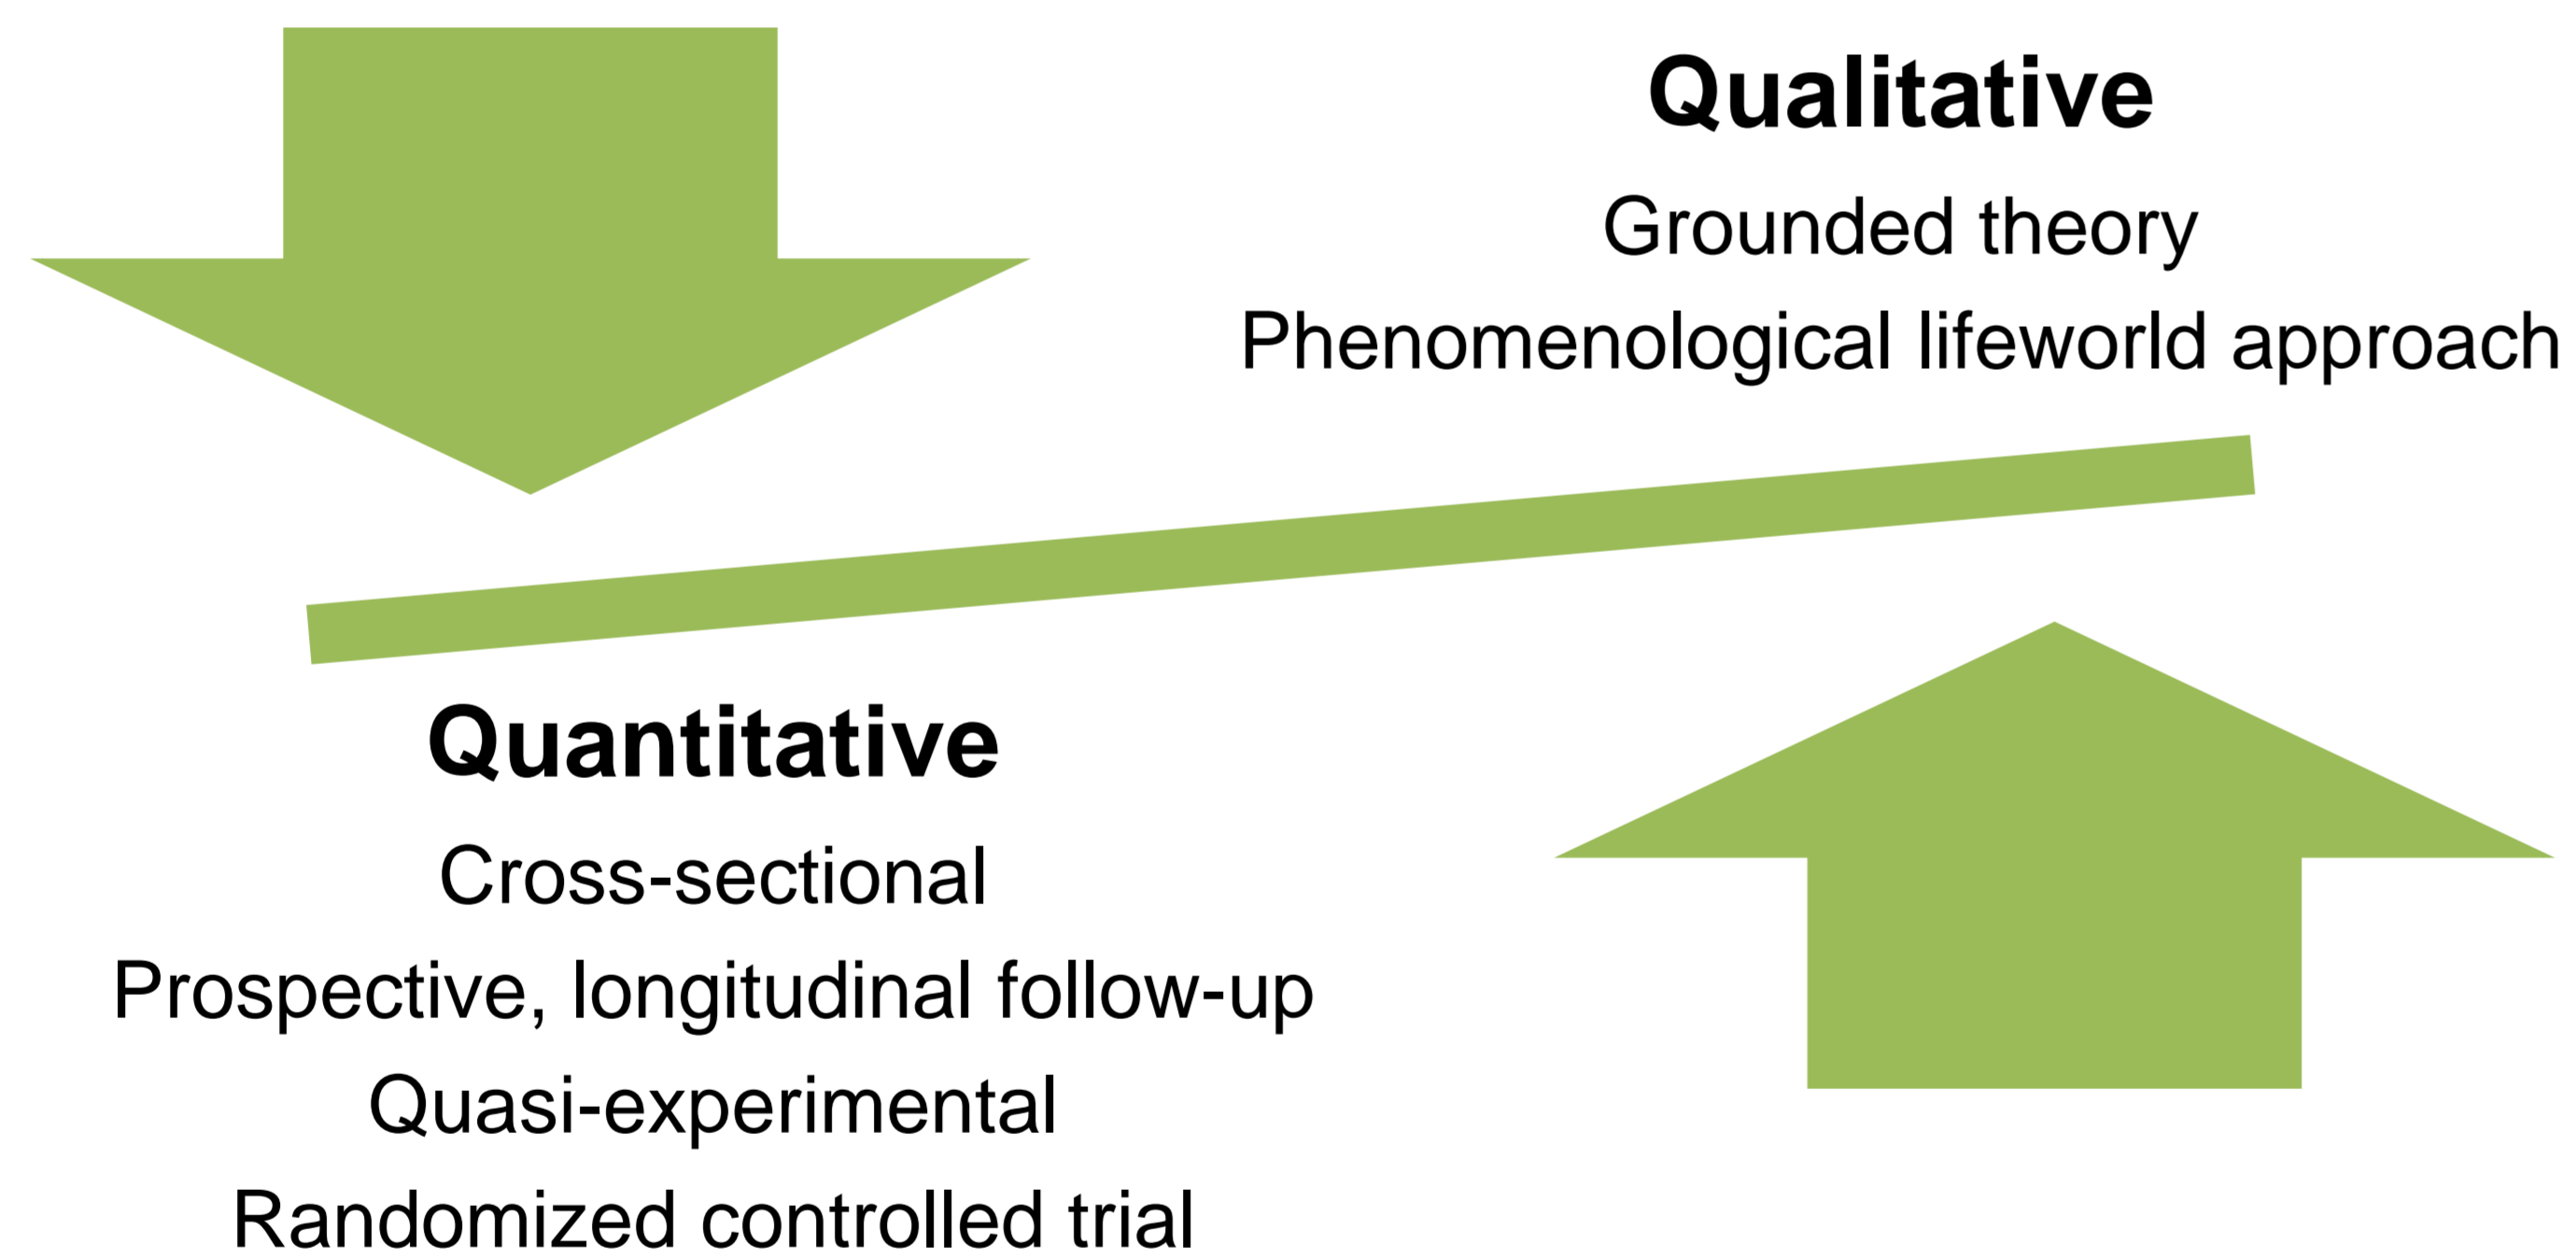 Qualitative
Grounded theory
Phenomenological lifeworld approach
Quantitative
Cross-sectional
Prospective, longitudinal follow-up
Quasi-experimental
Randomized controlled trial